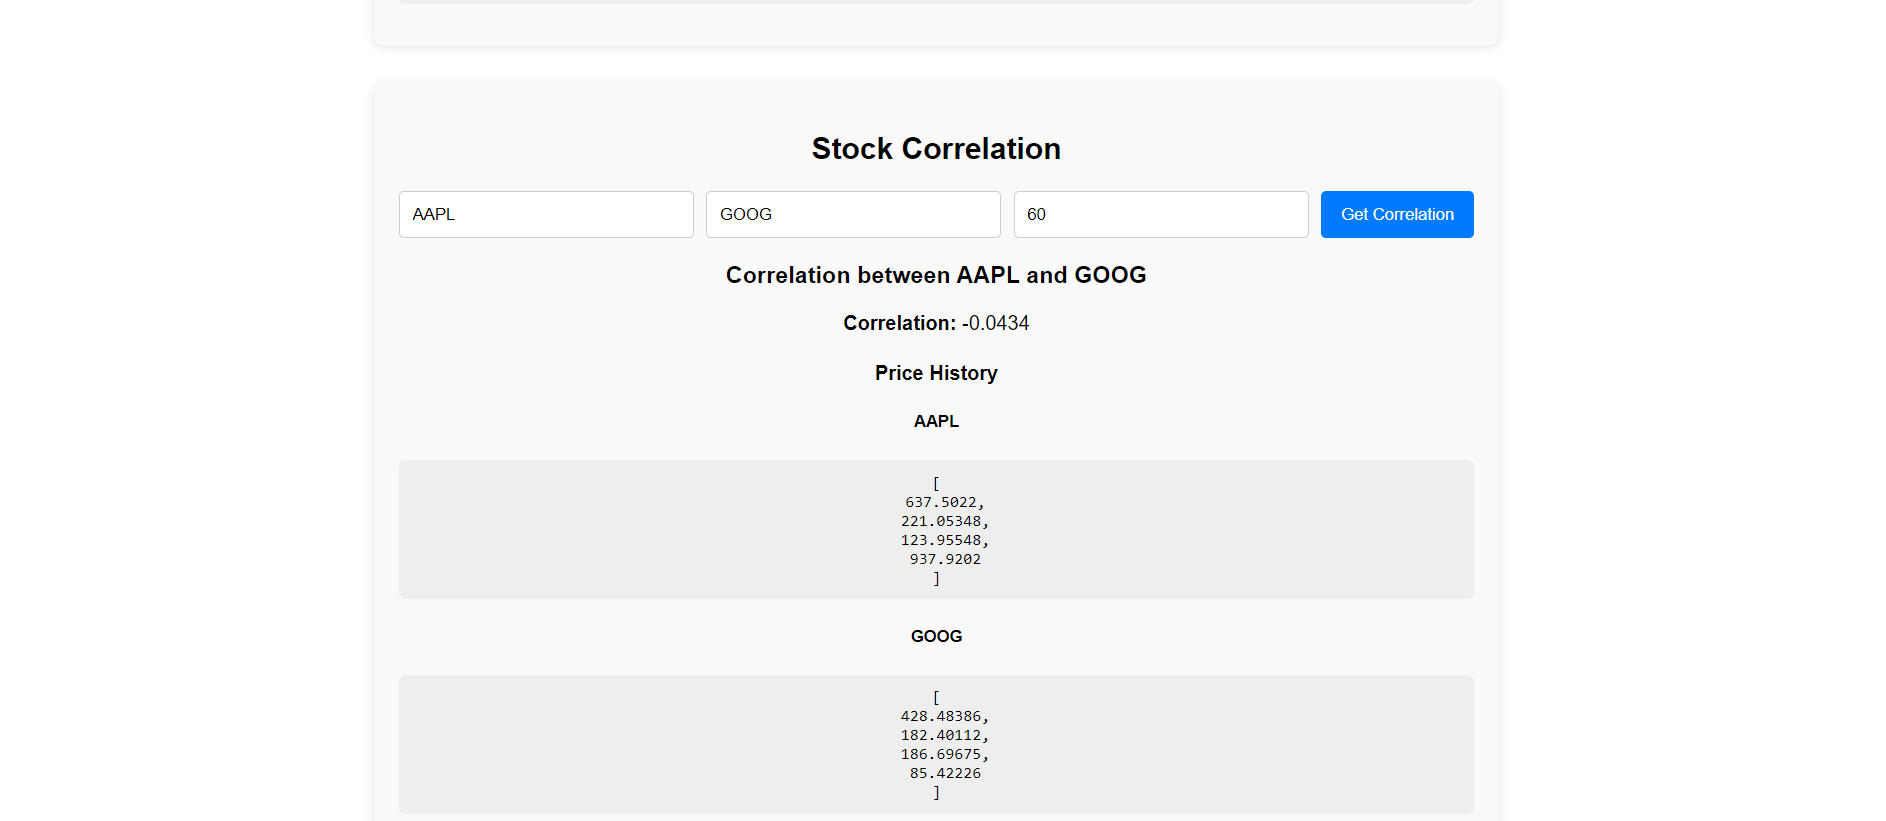 Stock Correlation
AAPL GOOG 60 Get Correlation
Correlation between AAPL and GOOG
Correlation: -0.0434
Price History
AAPL
[
637.5022,
221.05348,
123.95548,
937.9202
]
GOOG
[
428.48386,
182.40112,
186.69675,
85.42226
]